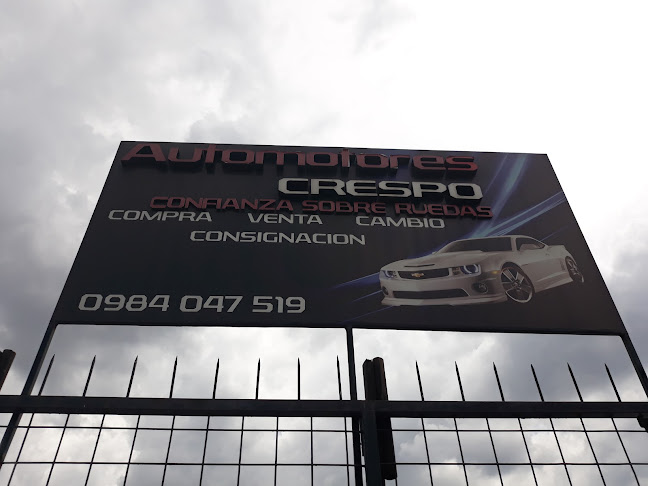 Automotores
CRESPO
CONFIANZA SOBRE RUEDAS
COMPRA VENTA CAMBIO
CONSIGNACION
0984 047 519